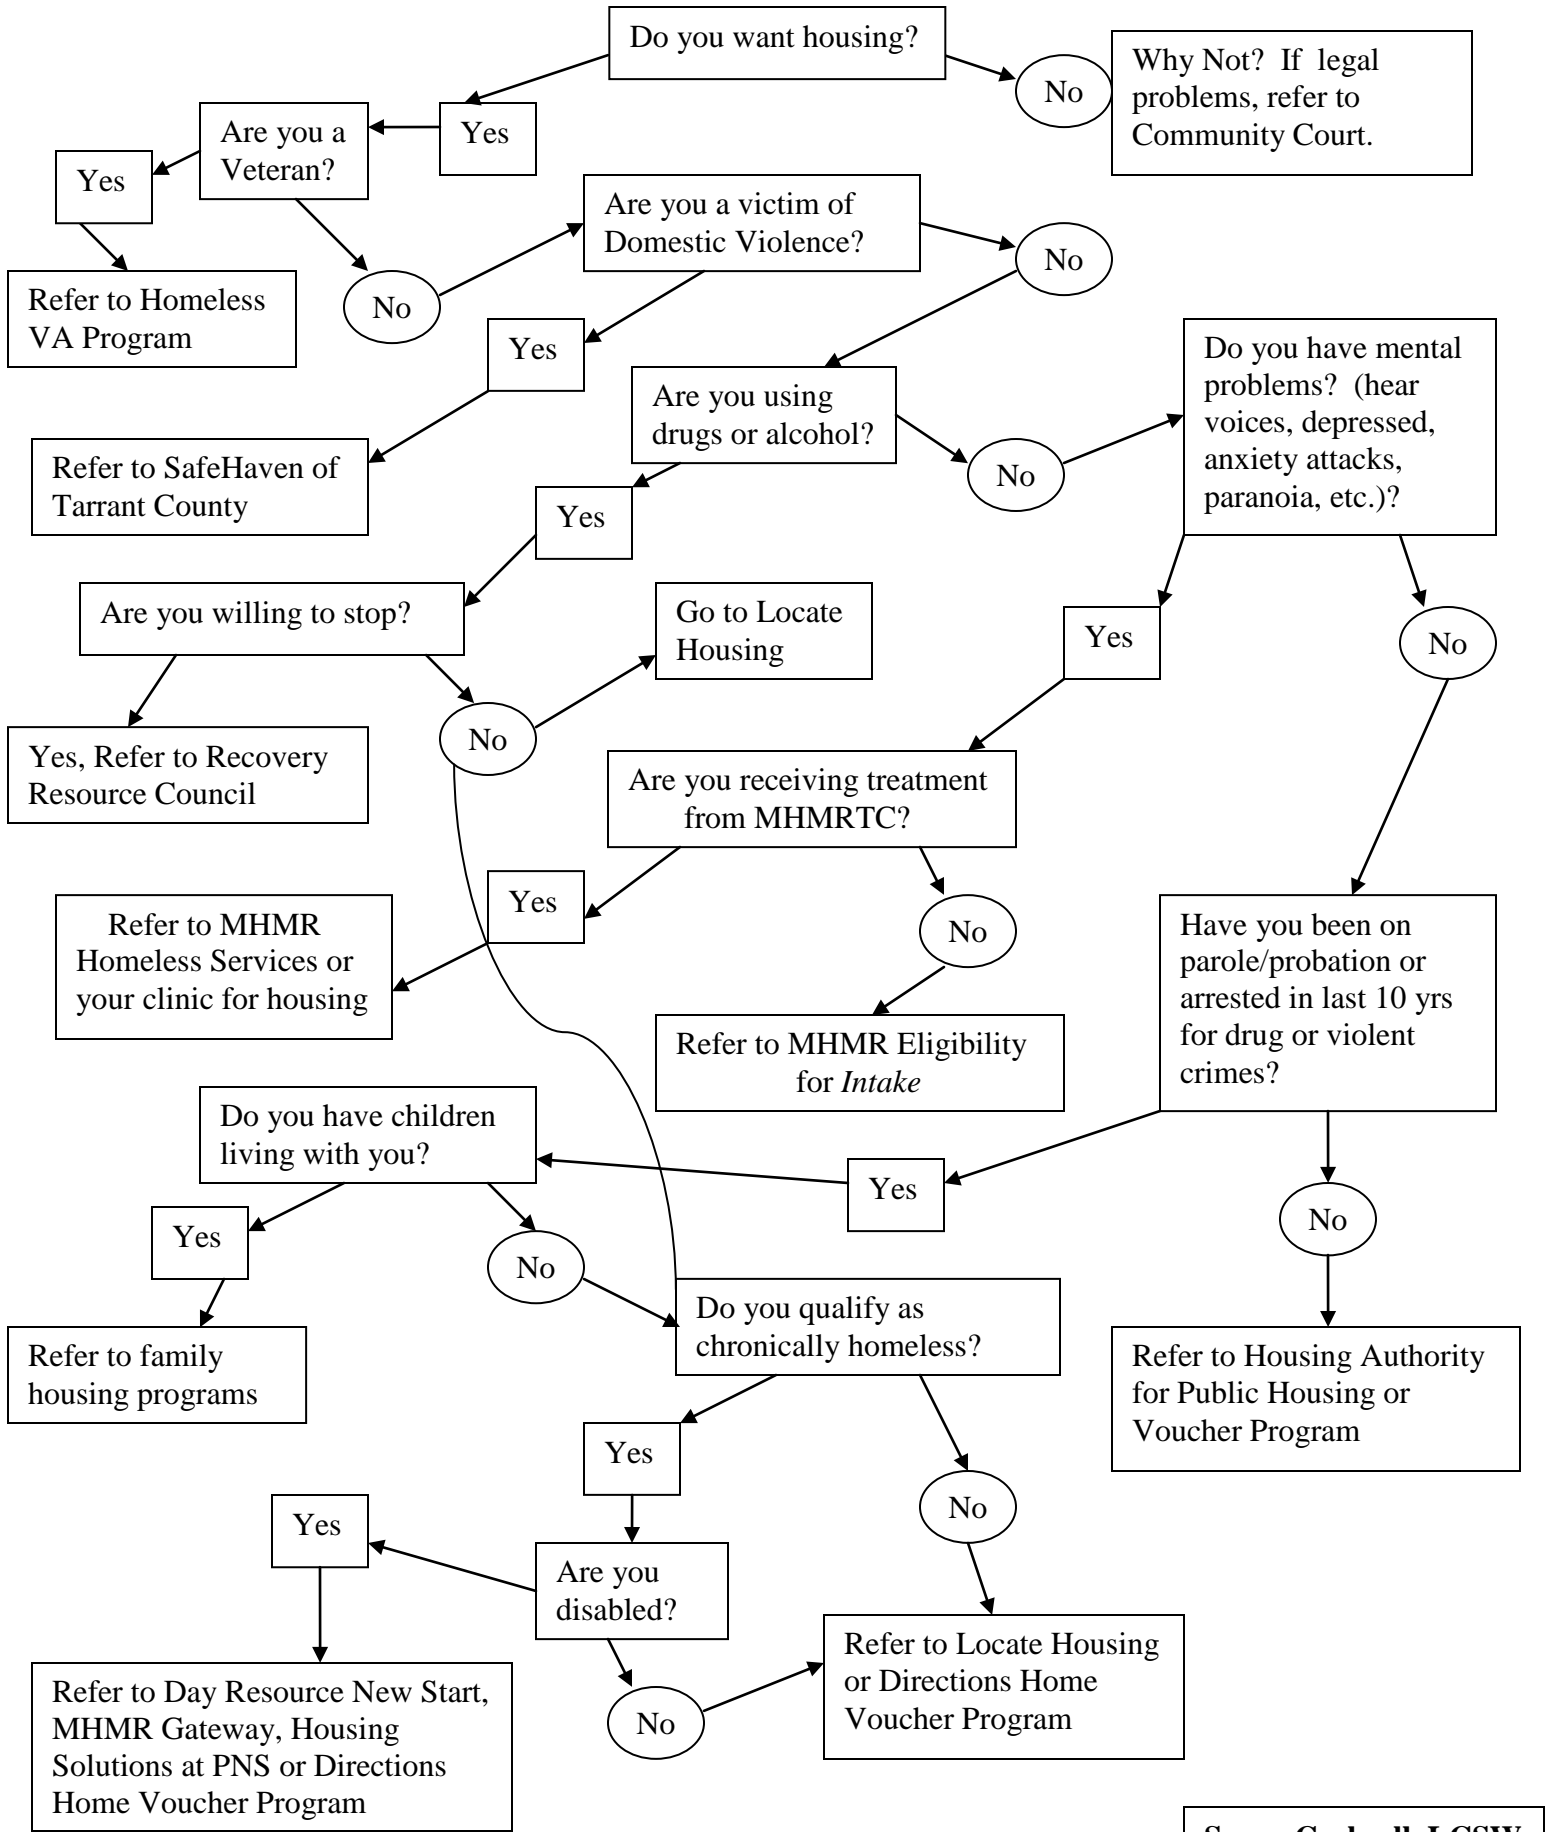 Do you want housing?
No
Why Not?  If  legal
problems, refer to
Community Court.
Yes
Are you a
Veteran?
Yes
Refer to Homeless
VA Program
No
Are you a victim of
Domestic Violence?
No
Yes
Refer to SafeHaven of
Tarrant County
Are you using
drugs or alcohol?
No
Do you have mental
problems?  (hear
voices, depressed,
anxiety attacks,
paranoia, etc.)?
Yes
Are you willing to stop?
Go to Locate
Housing
No
Yes, Refer to Recovery
Resource Council
Yes
No
Are you receiving treatment
from MHMRTC?
Yes
Refer to MHMR
Homeless Services or
your clinic for housing
No
Refer to MHMR Eligibility
for Intake
Have you been on
parole/probation or
arrested in last 10 yrs
for drug or violent
crimes?
Yes
No
Refer to Housing Authority
for Public Housing or
Voucher Program
Do you have children
living with you?
Yes
Refer to family
housing programs
No
Do you qualify as
chronically homeless?
Yes
No
Are you
disabled?
Yes
Refer to Day Resource New Start,
MHMR Gateway, Housing
Solutions at PNS or Directions
Home Voucher Program
No
Refer to Locate Housing
or Directions Home
Voucher Program
LCSW